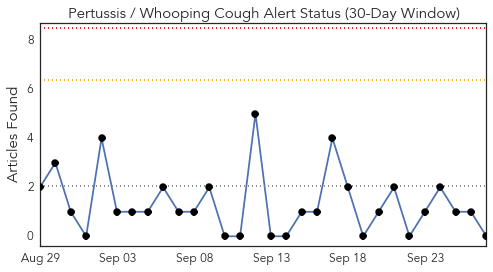 Pertussis / Whooping Cough Alert Status (30-Day Window)
Articles Found
8
6
4
2
0
Aug 29 Sep 03 Sep 08 Sep 13 Sep 18 Sep 23